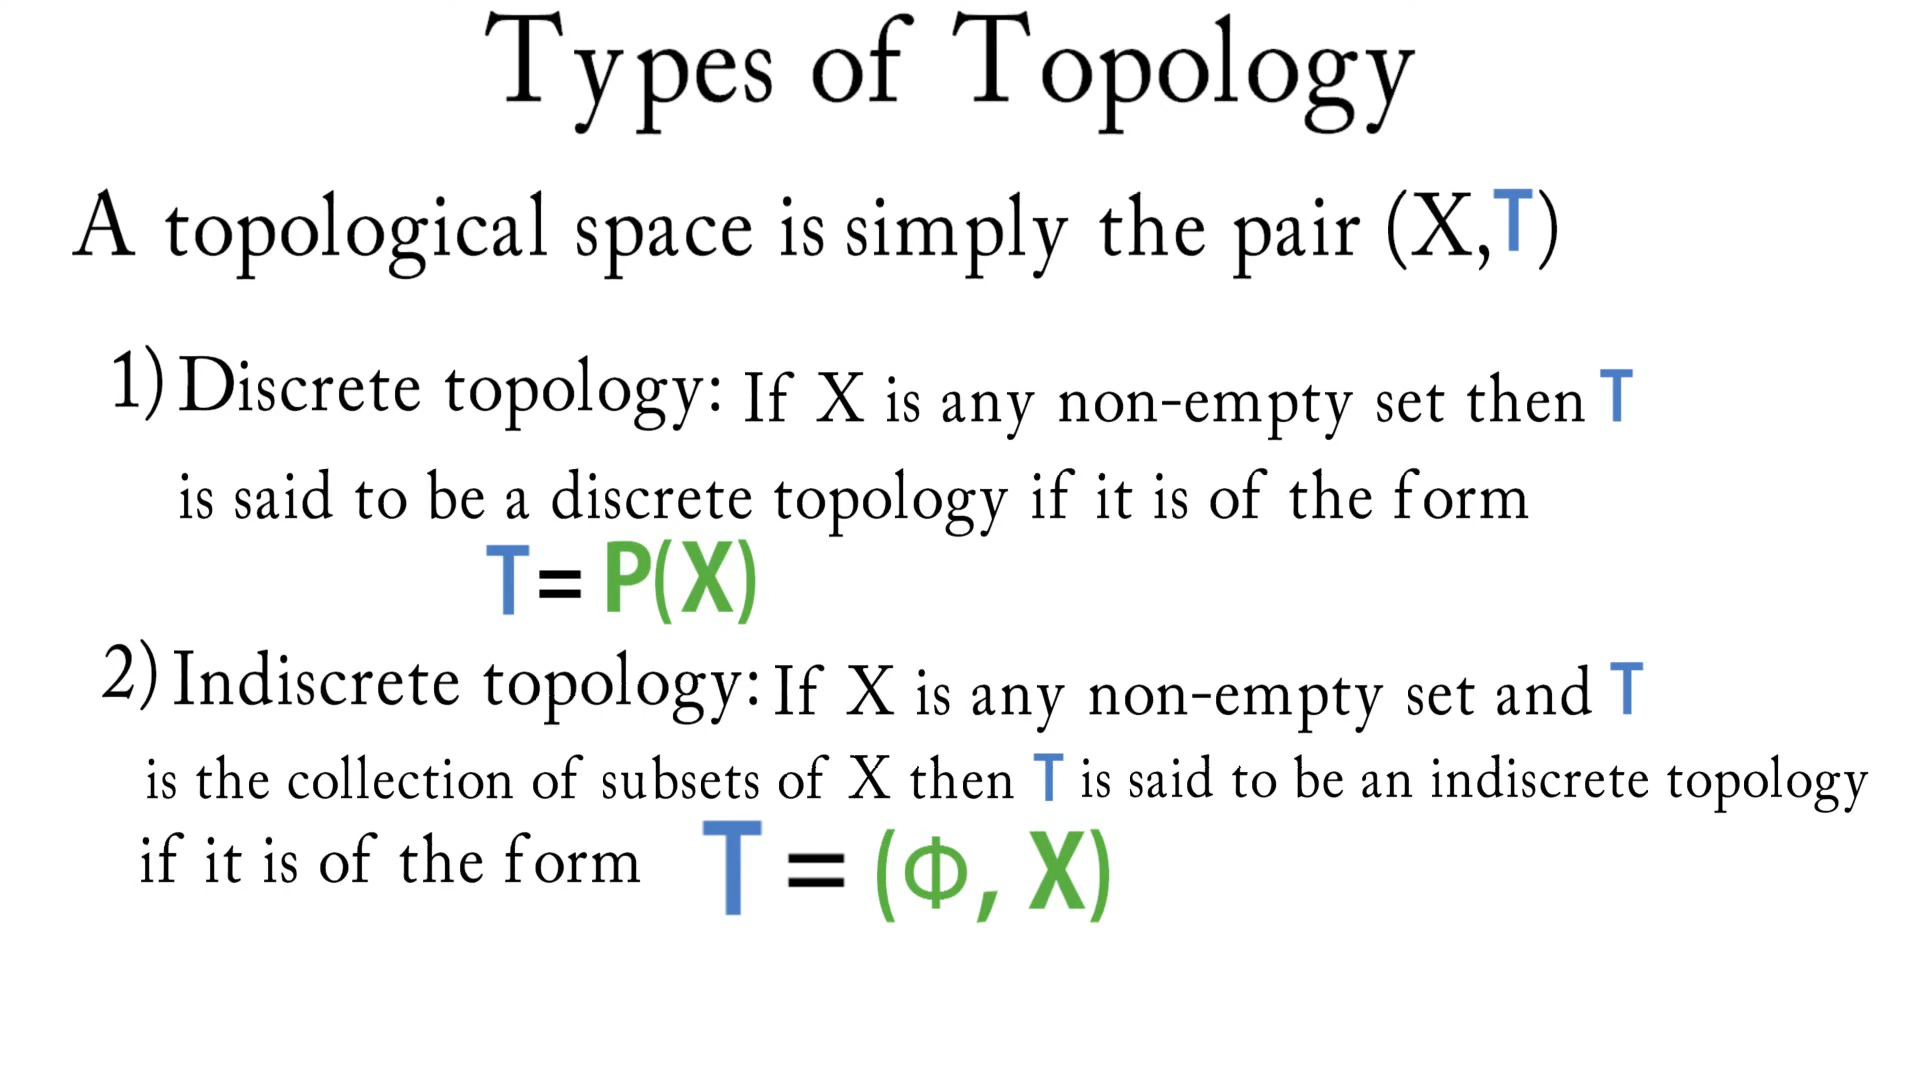 Types of Topology
A topological space is simply the pair (X,T)
1) Discrete topology: If X is any non-empty set then T
is said to be a discrete topology if it is of the form
T= P(X)
2) Indiscrete topology: If X is any non-empty set and T
is the collection of subsets of X then T is said to be an indiscrete topology
if it is of the form T = (Φ, X)